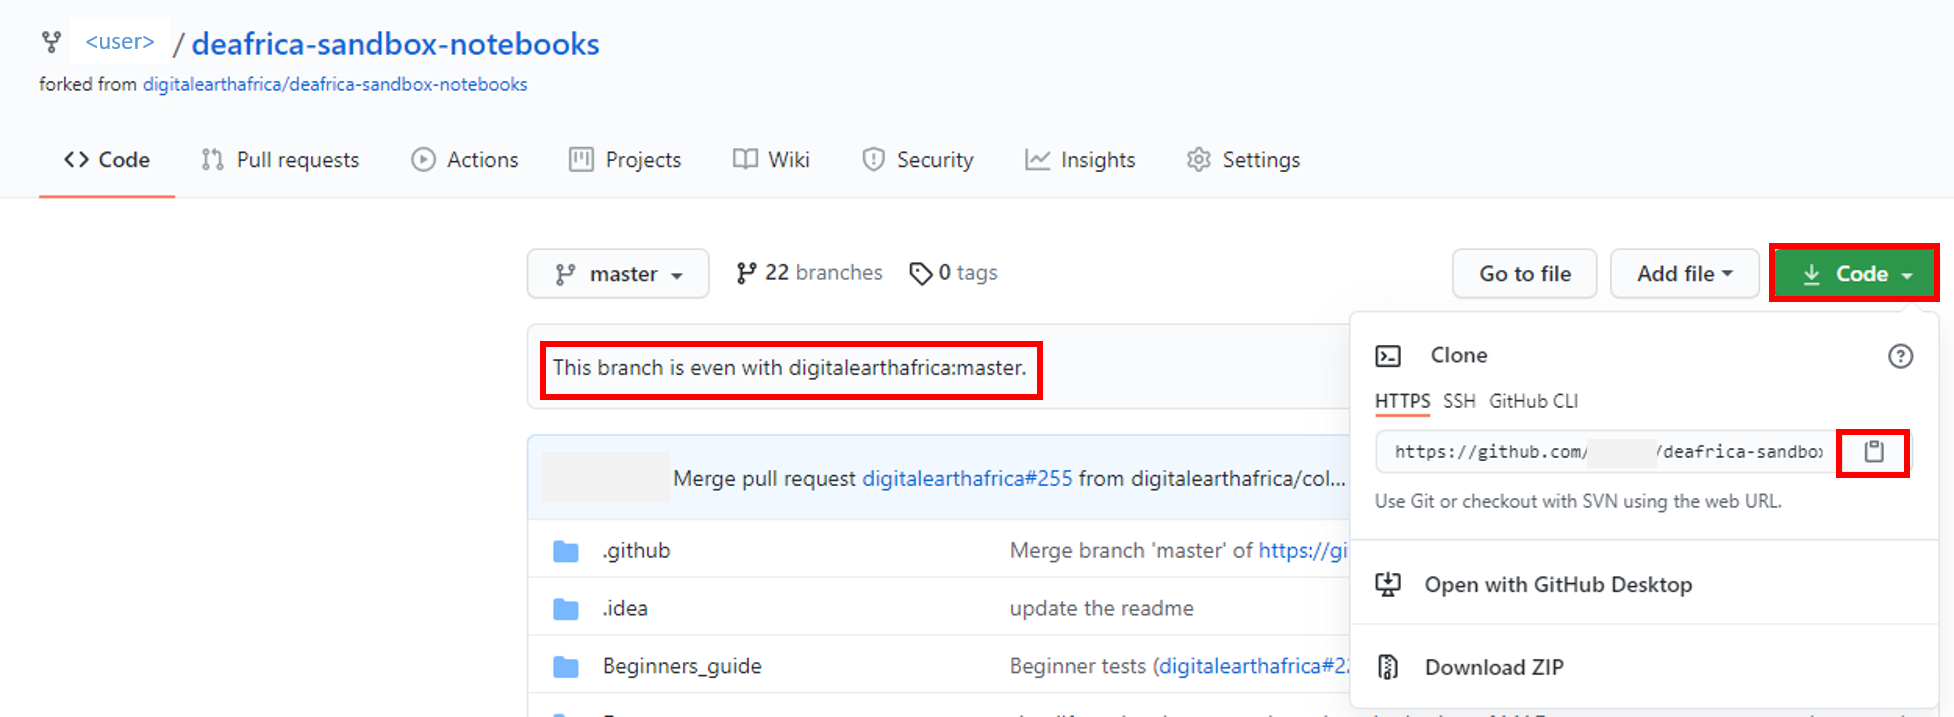 <user> / deafrica-sandbox-notebooks
forked from digitalearthafrica/deafrica-sandbox-notebooks
Code Pull requests Actions Projects Wiki Security Insights Settings
master 22 branches 0 tags Go to file Add file Code
This branch is even with digitalearthafrica:master.
Clone
HTTPS SSH GitHub CLI
https://github.com/ /deafrica-sandbox
Use Git or checkout with SVN using the web URL.
Open with GitHub Desktop
Download ZIP
Merge pull request digitalearthafrica#255 from digitalearthafrica/col...
.github Merge branch 'master' of https://gi
.idea update the readme
Beginners_guide Beginner tests (digitalearthafrica#22